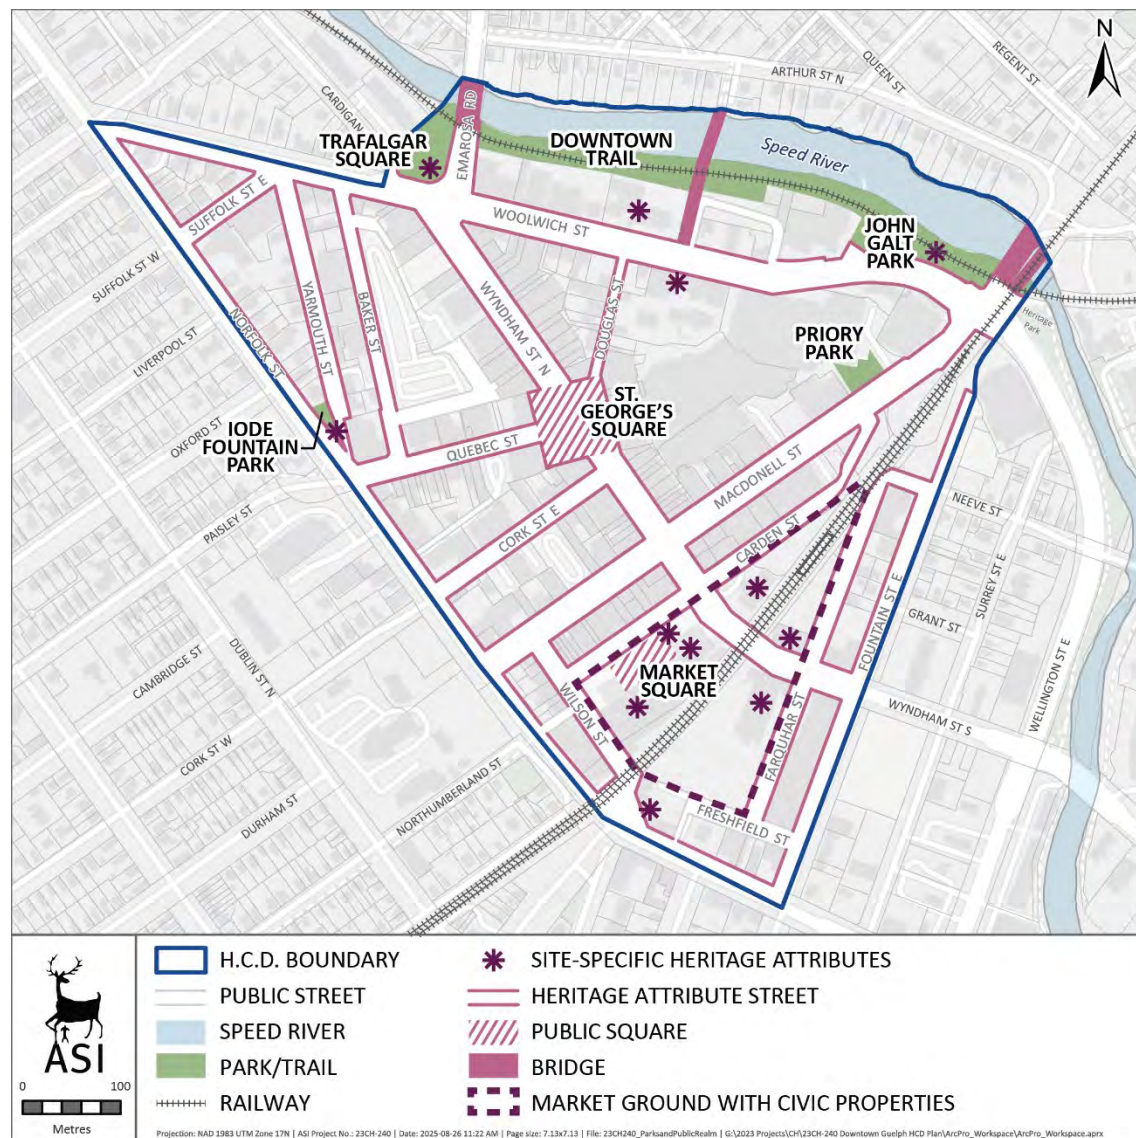 N
REGENT ST
QUEEN ST
ARTHUR ST N
CARDIGAN
EMAROSA RD
TRAFALGAR
SQUARE
DOWNTOWN
TRAIL
Speed River
SUFFOLK ST E
WOOLWICH ST
JOHN
GALT
PARK
SUFFOLK ST W
YARMOUTH ST
BAKER ST
WYNDHAM ST N
DOUGLAS ST
Heritage
Park
NORFOLK ST
LIVERPOOL ST
PRIORY
PARK
OXFORD ST
IODE
FOUNTAIN
PARK
ST.
GEORGE'S
SQUARE
QUEBEC ST
PAISLEY ST
MACDONELL ST
CORK ST E
CARDEN ST
NEEVE ST
SURREY ST E
GRANT ST
FOUNTAIN ST E
WELLINGTON ST E
CAMBRIDGE ST
DUBLIN ST N
MARKET
SQUARE
WILSON ST
WYNDHAM ST S
FARQUHAR ST
CORK ST W
NORTHUMBERLAND ST
DURHAM ST
FRESHFIELD ST
ASI
0 100
Metres
H.C.D. BOUNDARY
PUBLIC STREET
SPEED RIVER
PARK/TRAIL
RAILWAY
SITE-SPECIFIC HERITAGE ATTRIBUTES
HERITAGE ATTRIBUTE STREET
PUBLIC SQUARE
BRIDGE
MARKET GROUND WITH CIVIC PROPERTIES
Projection: NAD 1983 UTM Zone 17N | ASI Project No.: 23CH-240 | Date: 2025-08-26 11:22 AM | Page size: 7.13x7.13 | File: 23CH240_ParksandPublicRealm | G:\2023 Projects\CH\23CH-240 Downtown Guelph HCD Plan\ArcPro_Workspace\ArcPro_Workspace.aprx